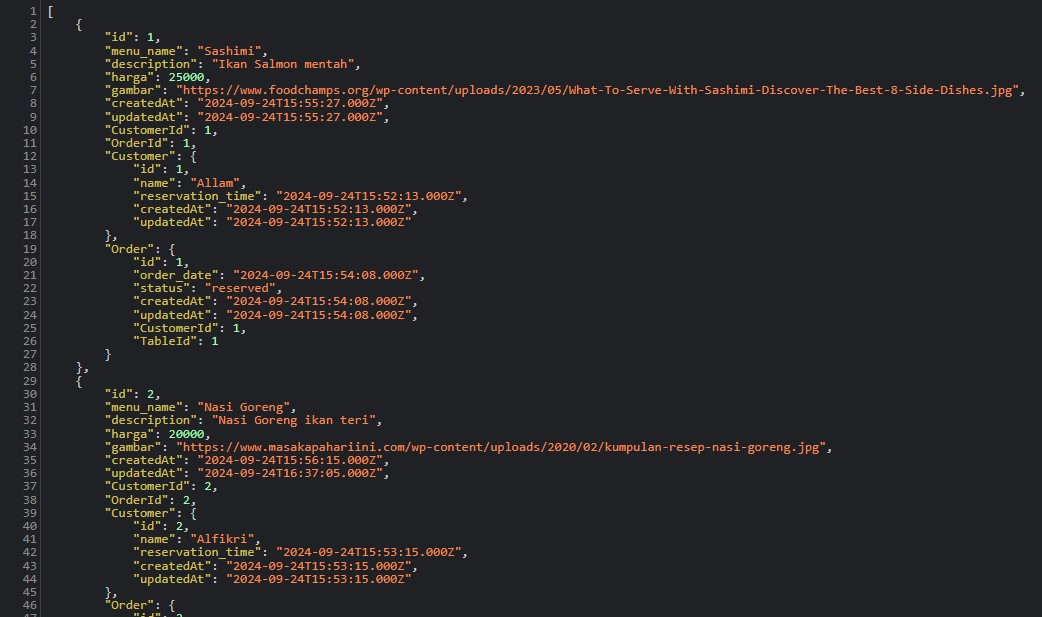 1 [
2     {
3         "id": 1,
4         "menu_name": "Sashimi",
5         "description": "Ikan Salmon mentah",
6         "harga": 25000,
7         "gambar": "https://www.foodchamps.org/wp-content/uploads/2023/05/What-To-Serve-With-Sashimi-Discover-The-Best-8-Side-Dishes.jpg",
8         "createdAt": "2024-09-24T15:55:27.000Z",
9         "updatedAt": "2024-09-24T15:55:27.000Z",
10         "CustomerId": 1,
11         "OrderId": 1,
12         "Customer": {
13             "id": 1,
14             "name": "Allam",
15             "reservation_time": "2024-09-24T15:52:13.000Z",
16             "createdAt": "2024-09-24T15:52:13.000Z",
17             "updatedAt": "2024-09-24T15:52:13.000Z"
18         },
19         "Order": {
20             "id": 1,
21             "order_date": "2024-09-24T15:54:08.000Z",
22             "status": "reserved",
23             "createdAt": "2024-09-24T15:54:08.000Z",
24             "updatedAt": "2024-09-24T15:54:08.000Z",
25             "CustomerId": 1,
26             "TableId": 1
27         }
28     },
29     {
30         "id": 2,
31         "menu_name": "Nasi Goreng",
32         "description": "Nasi Goreng ikan teri",
33         "harga": 20000,
34         "gambar": "https://www.masakapahariini.com/wp-content/uploads/2020/02/kumpulan-resep-nasi-goreng.jpg",
35         "createdAt": "2024-09-24T15:56:15.000Z",
36         "updatedAt": "2024-09-24T16:37:05.000Z",
37         "CustomerId": 2,
38         "OrderId": 2,
39         "Customer": {
40             "id": 2,
41             "name": "Alfikri",
42             "reservation_time": "2024-09-24T15:53:15.000Z",
43             "createdAt": "2024-09-24T15:53:15.000Z",
44             "updatedAt": "2024-09-24T15:53:15.000Z"
45         },
46         "Order": {